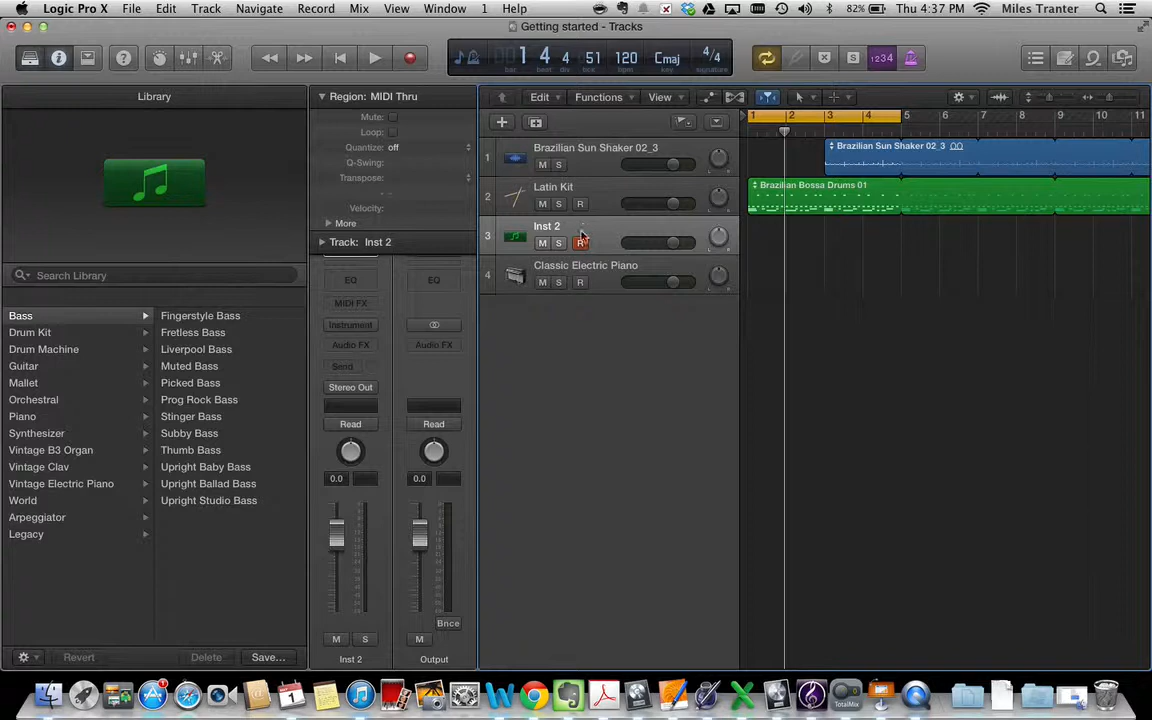 Logic Pro X File Edit Track Navigate Record Mix View Window 1 Help 82% Thu 4:37 PM Miles Tranter
Getting started - Tracks
1 4 4 51 120 Cmaj 4/4
bar beat div tick bpm key signature
1234
Library
Region: MIDI Thru
Edit Functions View
Mute:
Loop:
Quantize: off
Q-Swing:
Transpose:
Velocity:
More
Track: Inst 2
1 2 3 4 5 6 7 8 9 10 11
1 Brazilian Sun Shaker 02_3
M S
Brazilian Sun Shaker 02_3
2 Latin Kit
M S R
Brazilian Bossa Drums 01
3 Inst 2
M S R
4 Classic Electric Piano
M S R
Search Library
Bass Fingerstyle Bass
Drum Kit Fretless Bass
Drum Machine Liverpool Bass
Guitar Muted Bass
Mallet Picked Bass
Orchestral Prog Rock Bass
Piano Stinger Bass
Synthesizer Subby Bass
Vintage B3 Organ Thumb Bass
Vintage Clav Upright Baby Bass
Vintage Electric Piano Upright Ballad Bass
World Upright Studio Bass
Arpeggiator
Legacy
Revert Delete Save...
EQ EQ
MIDI FX
Instrument
Audio FX Audio FX
Send
Stereo Out
Read Read
0.0 0.0
Bnce
M S M
Inst 2 Output